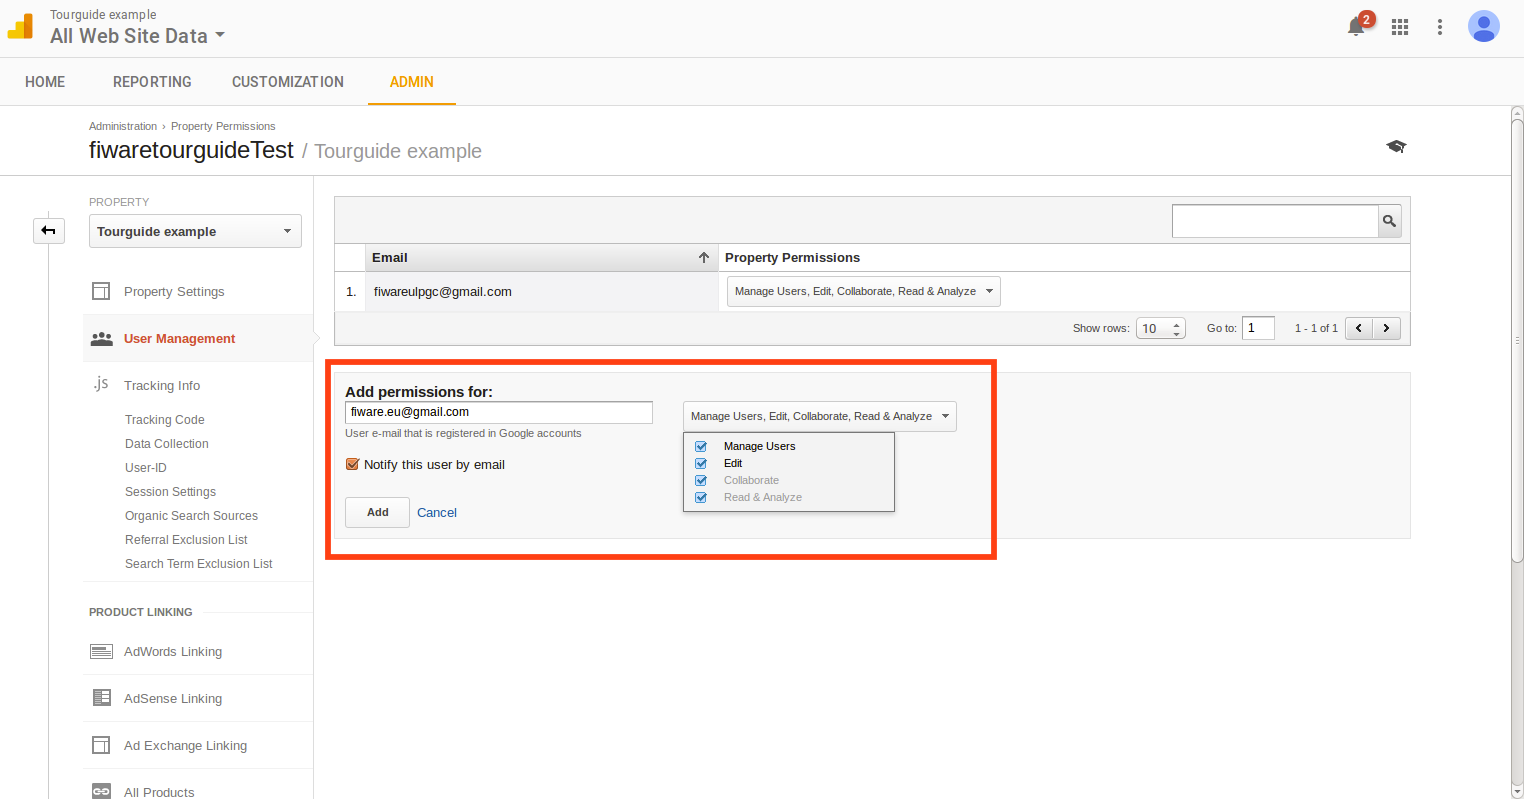 Tourguide example
All Web Site Data
2
HOME REPORTING CUSTOMIZATION ADMIN
Administration › Property Permissions
fiwaretourguideTest / Tourguide example
PROPERTY
Tourguide example
Property Settings
User Management
.js Tracking Info
Tracking Code
Data Collection
User-ID
Session Settings
Organic Search Sources
Referral Exclusion List
Search Term Exclusion List
PRODUCT LINKING
AdWords Linking
AdSense Linking
Ad Exchange Linking
All Products
Email Property Permissions
1. fiwareulpgc@gmail.com Manage Users, Edit, Collaborate, Read & Analyze
Show rows: 10 Go to: 1 1 - 1 of 1
Add permissions for:
fiware.eu@gmail.com Manage Users, Edit, Collaborate, Read & Analyze
User e-mail that is registered in Google accounts
Manage Users
Edit
Collaborate
Read & Analyze
Notify this user by email
Add Cancel